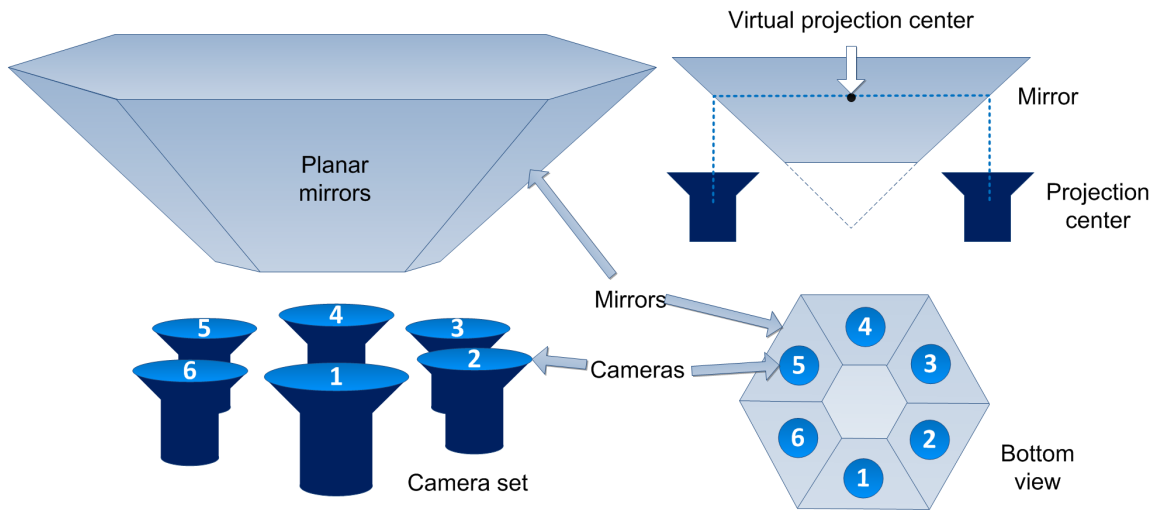 Virtual projection center
Mirror
Planar
mirrors
Projection
center
Mirrors
4
5
3
6
1
2
Cameras
4
5
3
6
2
1
Camera set
Bottom
view